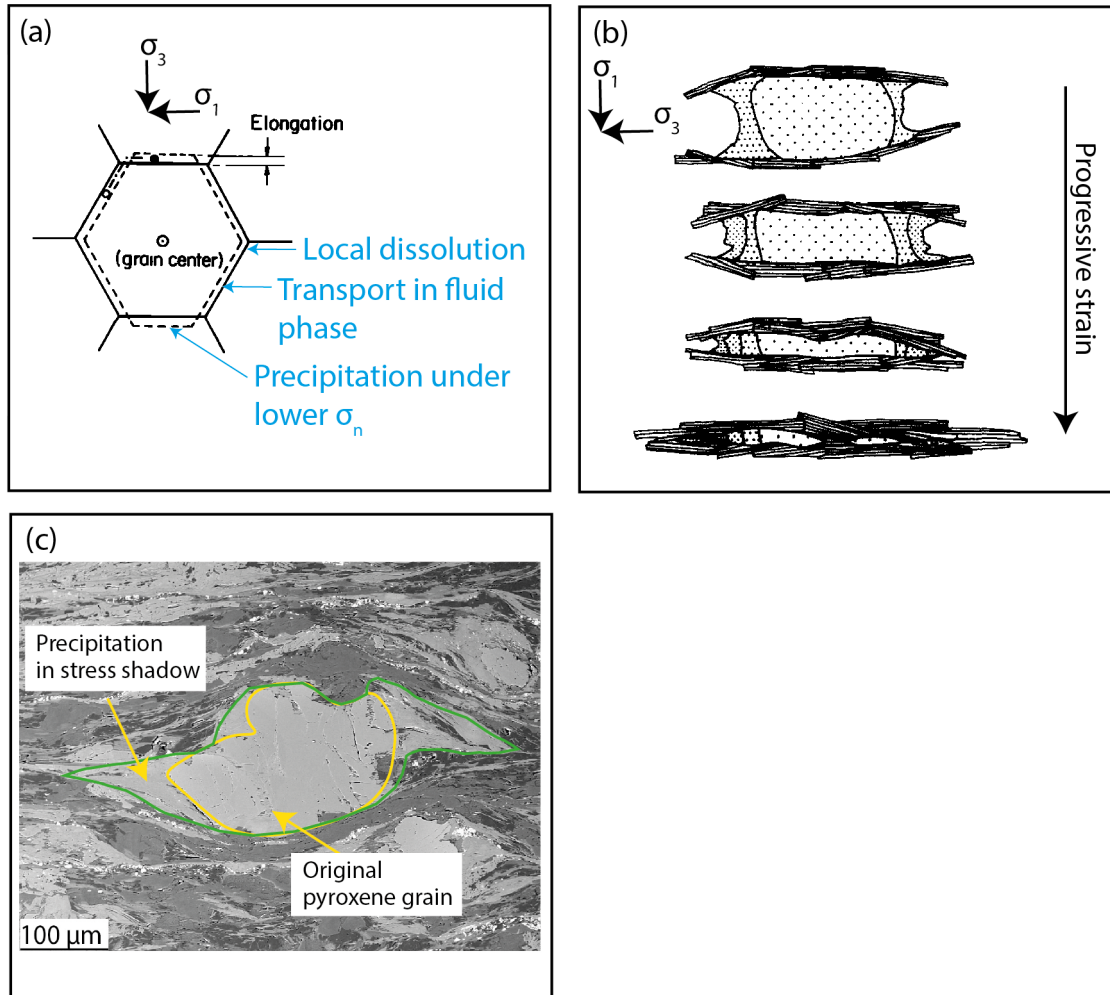 (a)
σ3
σ1
Elongation
(grain center)
Local dissolution
Transport in fluid
phase
Precipitation under
lower σn
(b)
σ1
σ3
Progressive strain
(c)
Precipitation
in stress shadow
Original
pyroxene grain
100 μm